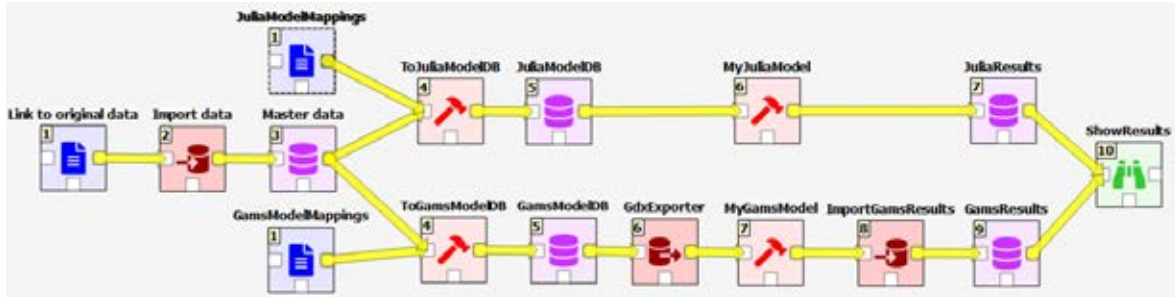 JuliaModelMappings
1
ToJuliaModelDB
4
JuliaModelDB
5
MyJuliaModel
6
JuliaResults
7
Link to original data
1
Import data
2
Master data
3
ShowResults
10
GamsModelMappings
1
ToGamsModelDB
4
GamsModelDB
5
GdxExporter
6
MyGamsModel
7
ImportGamsResults
8
GamsResults
9